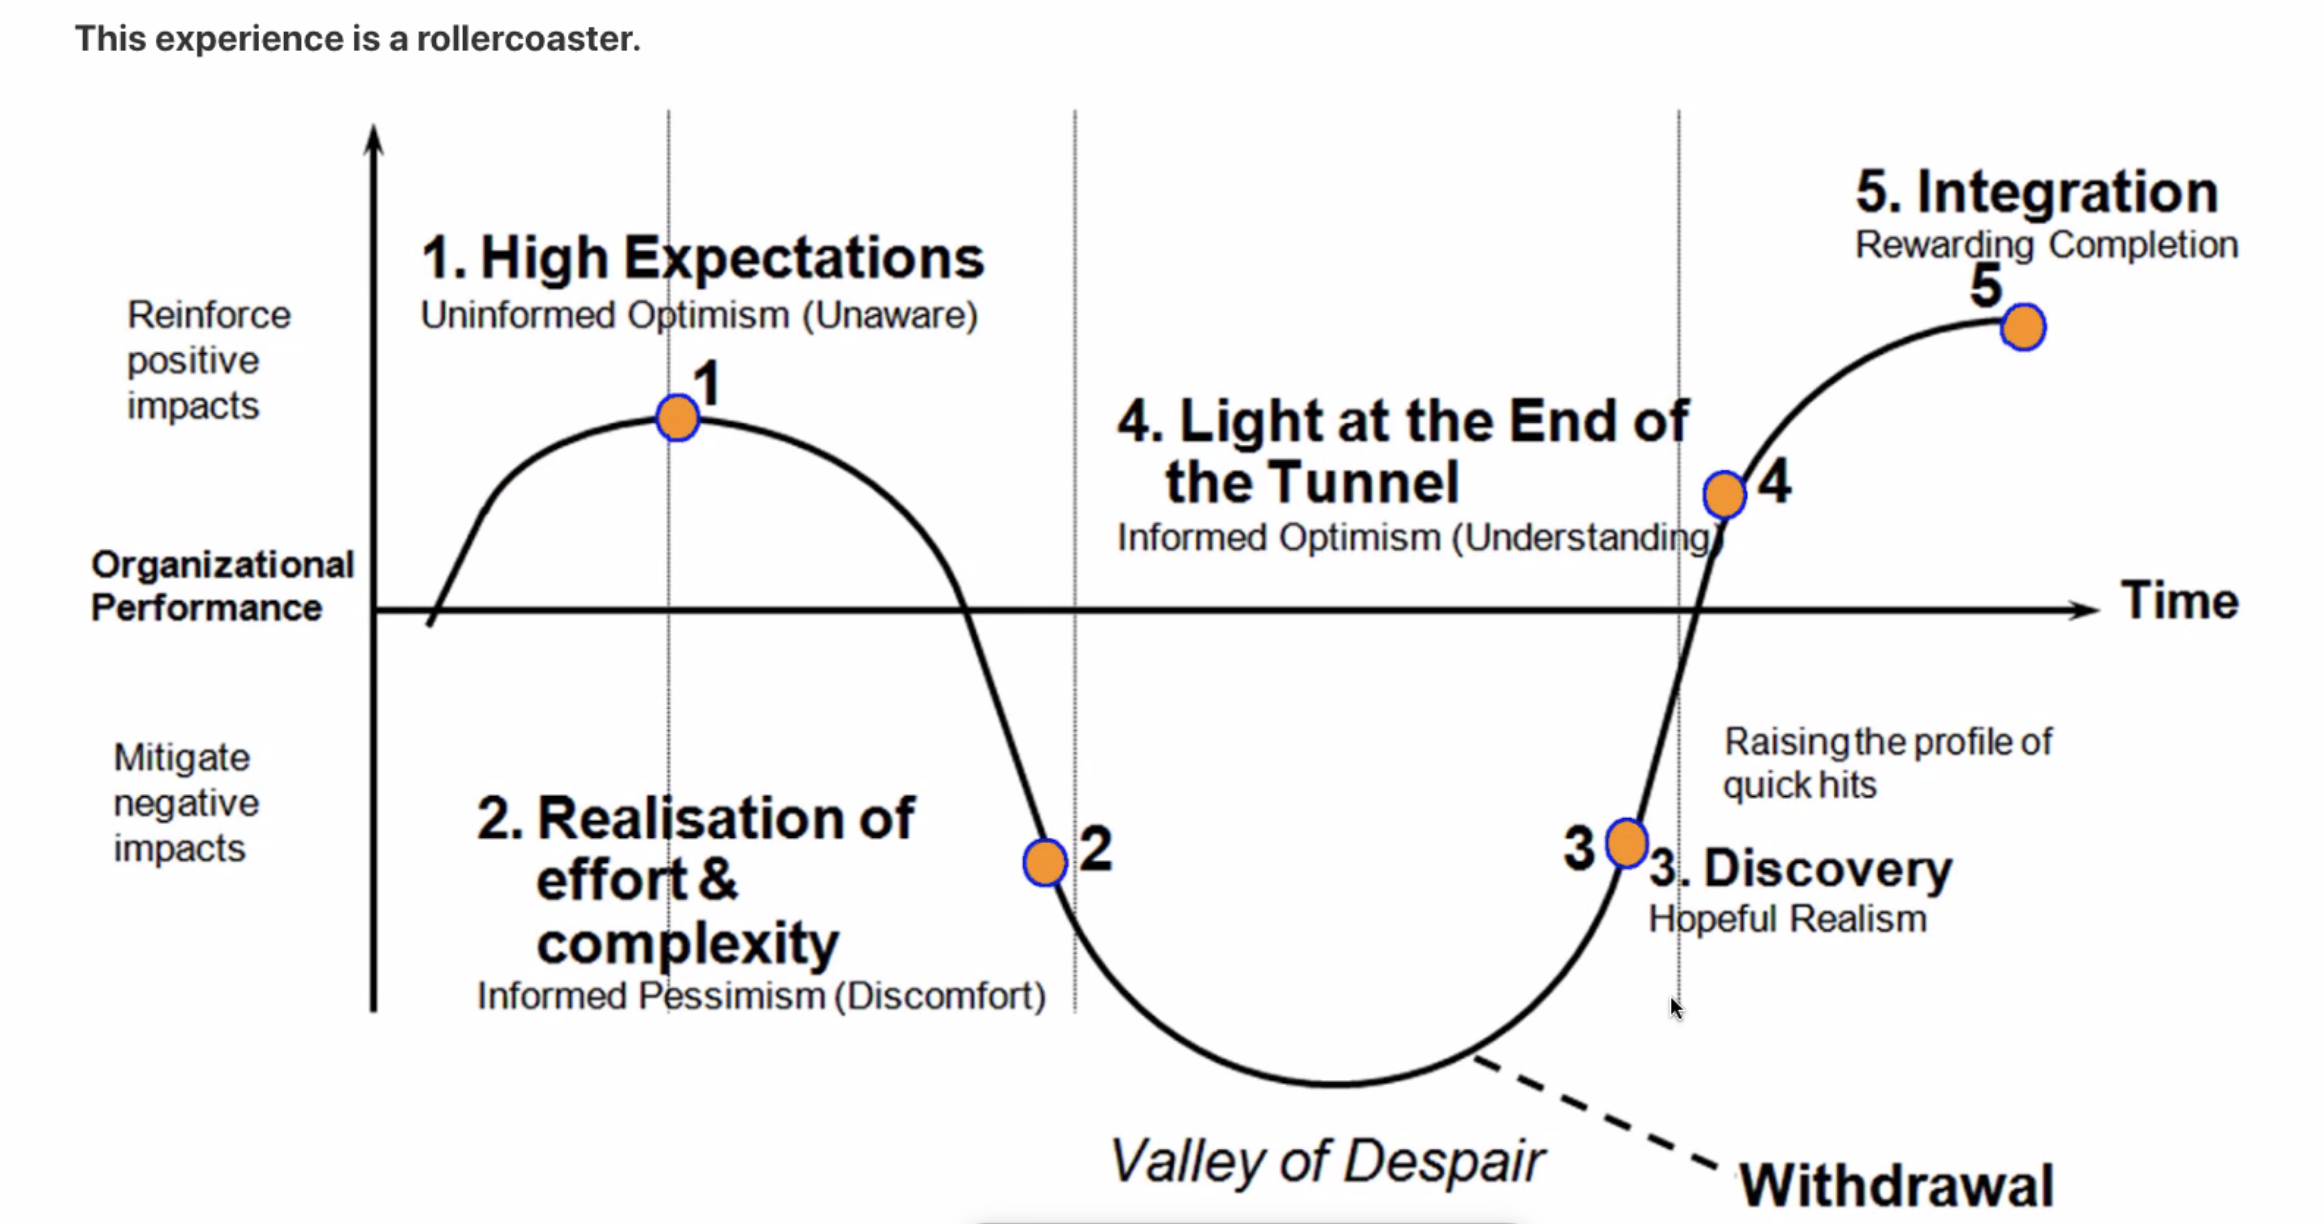 This experience is a rollercoaster.
5. Integration
Rewarding Completion
5
1. High Expectations
Uninformed Optimism (Unaware)
Reinforce
positive
impacts
1
4. Light at the End of
the Tunnel
Informed Optimism (Understanding)
4
Organizational
Performance
Time
Mitigate
negative
impacts
Raising the profile of
quick hits
2. Realisation of
effort &
complexity
Informed Pessimism (Discomfort)
2
3
3. Discovery
Hopeful Realism
Valley of Despair
Withdrawal